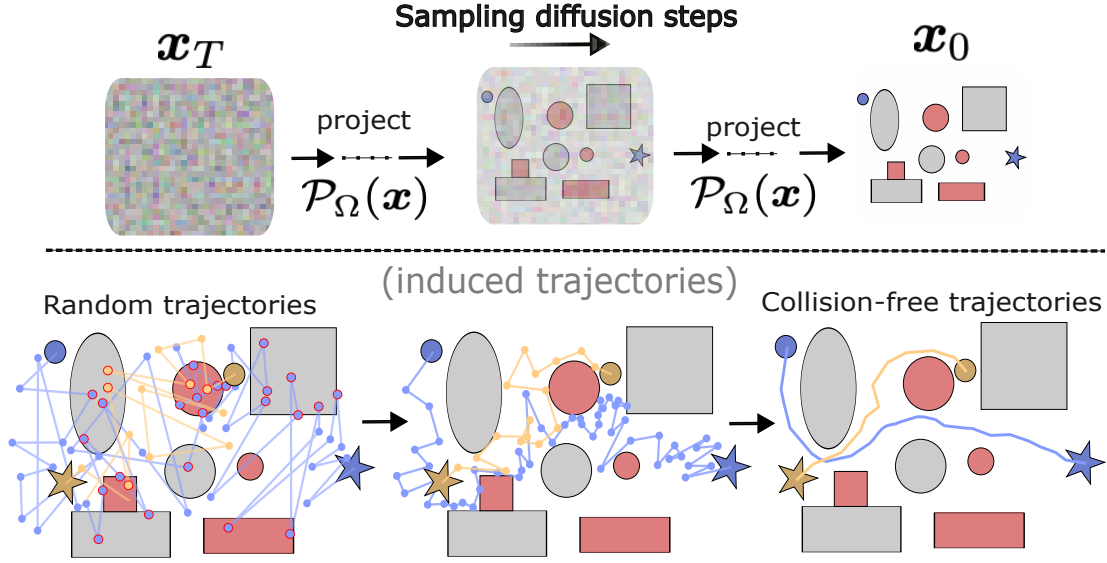 Sampling diffusion steps
𝒙_T
𝒙_0
project
𝒫_Ω(𝒙)
project
𝒫_Ω(𝒙)
(induced trajectories)
Random trajectories
Collision-free trajectories